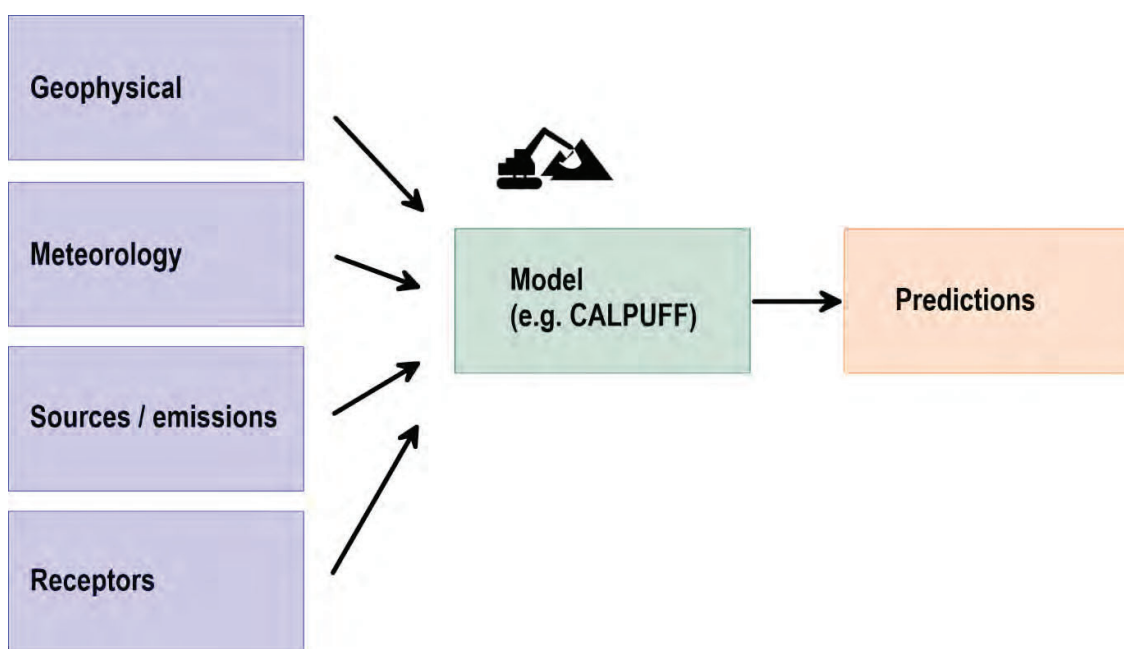 Geophysical
Meteorology
Sources / emissions
Receptors
Model
(e.g. CALPUFF)
Predictions